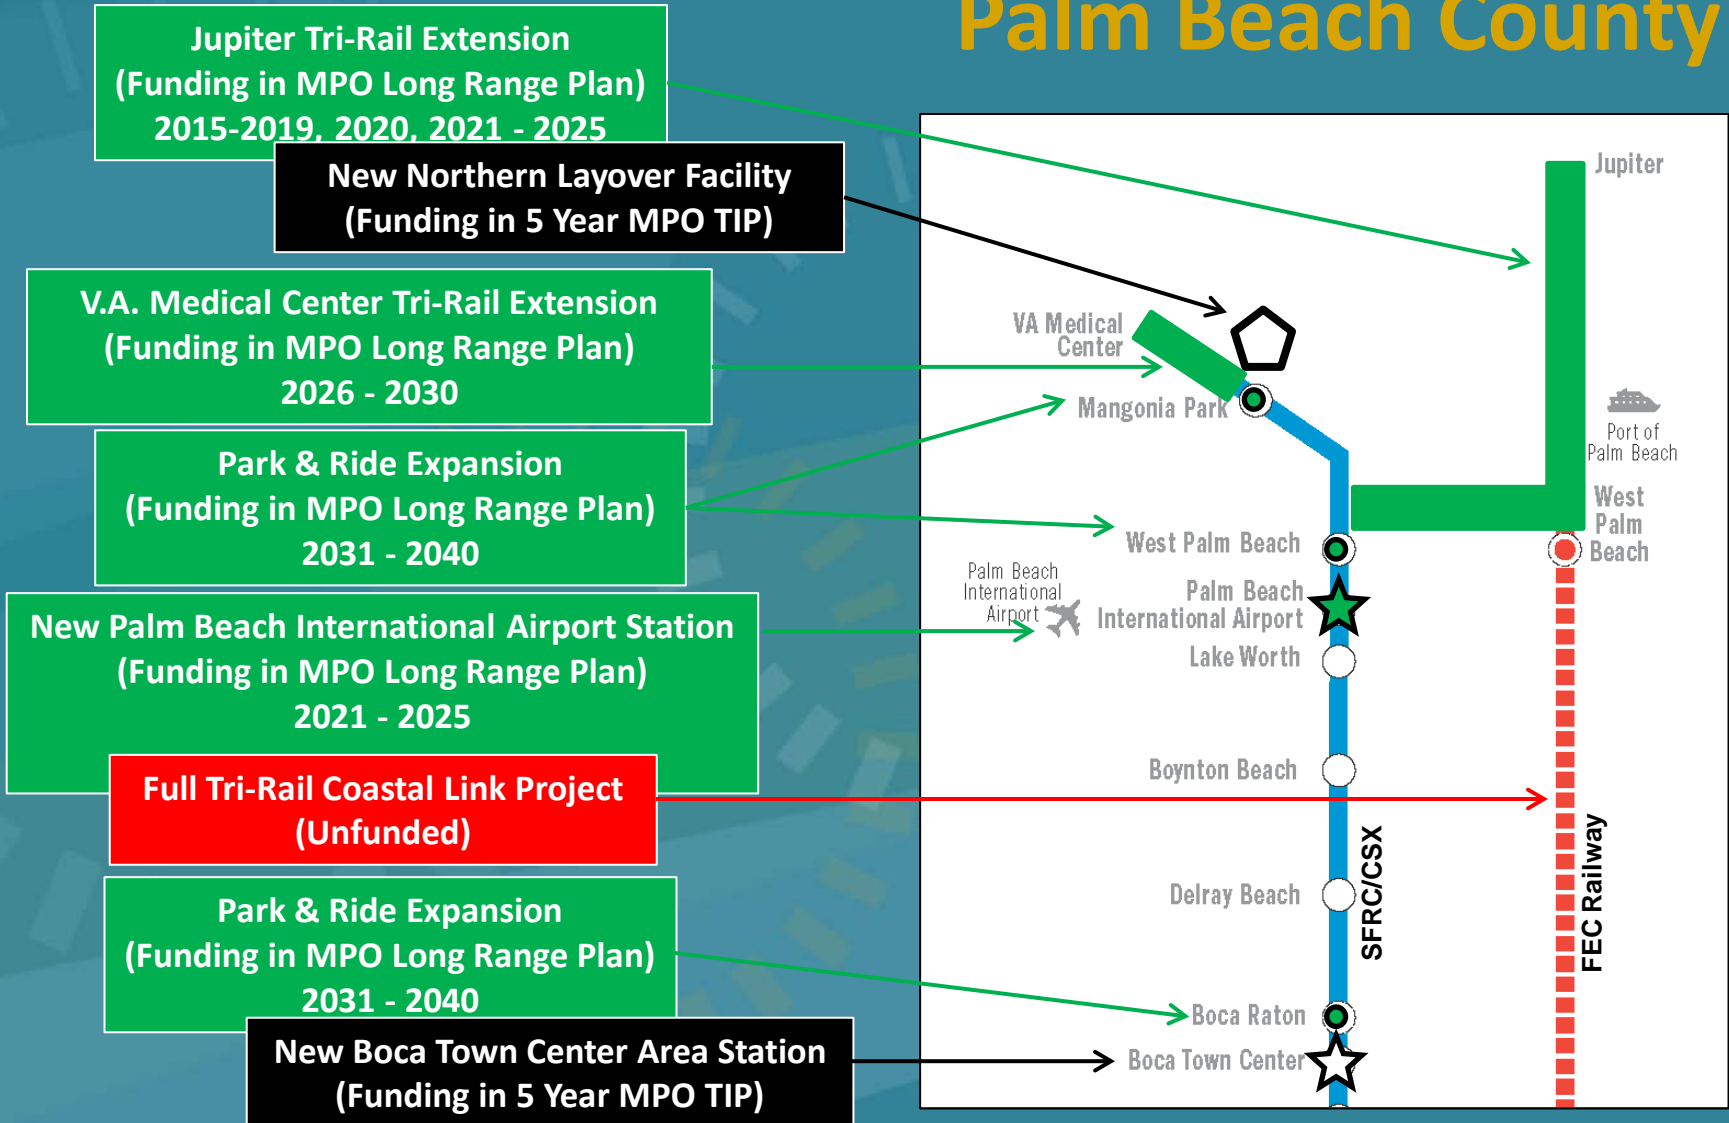 Palm Beach County
Jupiter Tri-Rail Extension
(Funding in MPO Long Range Plan)
2015-2019, 2020, 2021 - 2025
New Northern Layover Facility
(Funding in 5 Year MPO TIP)
V.A. Medical Center Tri-Rail Extension
(Funding in MPO Long Range Plan)
2026 - 2030
Park & Ride Expansion
(Funding in MPO Long Range Plan)
2031 - 2040
New Palm Beach International Airport Station
(Funding in MPO Long Range Plan)
2021 - 2025
Full Tri-Rail Coastal Link Project
(Unfunded)
Park & Ride Expansion
(Funding in MPO Long Range Plan)
2031 - 2040
New Boca Town Center Area Station
(Funding in 5 Year MPO TIP)
Jupiter
VA Medical
Center
Mangonia Park
Port of
Palm Beach
West
Palm
Beach
West Palm Beach
Palm Beach
International
Airport
Palm Beach
International Airport
Lake Worth
Boynton Beach
Delray Beach
SFRC/CSX
FEC Railway
Boca Raton
Boca Town Center